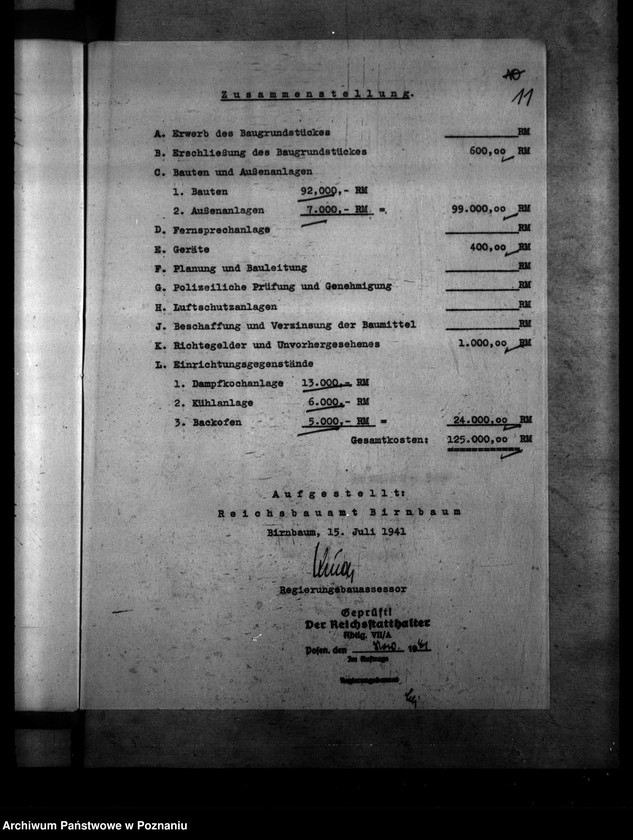 10
11
Zusammenstellung.
A. Erwerb des Baugrundstückes RM
B. Erschließung des Baugrundstückes 600,00 RM
C. Bauten und Außenanlagen
1. Bauten 92,000,- RM
2. Außenanlagen 7.000,- RM = 99.000,00 RM
D. Fernsprechanlage RM
E. Geräte 400,00 RM
F. Planung und Bauleitung RM
G. Polizeiliche Prüfung und Genehmigung RM
H. Luftschutzanlagen RM
J. Beschaffung und Verzinsung der Baumittel RM
K. Richtegelder und Unvorhergesehenes 1.000,00 RM
L. Einrichtungsgegenstände
1. Dampfkochanlage 13.000,- RM
2. Kühlanlage 6.000,- RM
3. Backofen 5.000,- RM = 24.000,00 RM
Gesamtkosten: 125.000,00 RM
Aufgestellt:
Reichsbauamt Birnbaum
Birnbaum, 15. Juli 1941
Regierungsbauassessor
Geprüft!
Der Reichsstatthalter
Abtlg. VII/A
Posen, den Nov. 1941
Im Auftrage
Archiwum Państwowe w Poznaniu